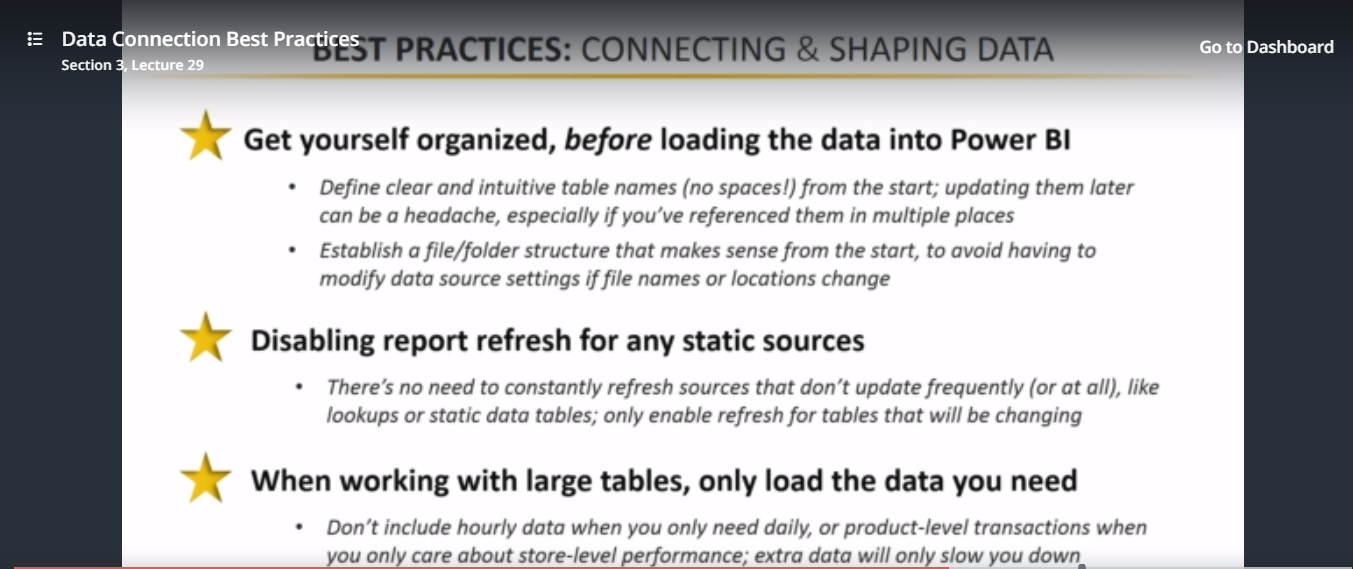 Data Connection Best Practices
Section 3, Lecture 29
Go to Dashboard
BEST PRACTICES: CONNECTING & SHAPING DATA
Get yourself organized, before loading the data into Power BI
• Define clear and intuitive table names (no spaces!) from the start; updating them later
can be a headache, especially if you've referenced them in multiple places
• Establish a file/folder structure that makes sense from the start, to avoid having to
modify data source settings if file names or locations change
Disabling report refresh for any static sources
• There's no need to constantly refresh sources that don't update frequently (or at all), like
lookups or static data tables; only enable refresh for tables that will be changing
When working with large tables, only load the data you need
• Don't include hourly data when you only need daily, or product-level transactions when
you only care about store-level performance; extra data will only slow you down